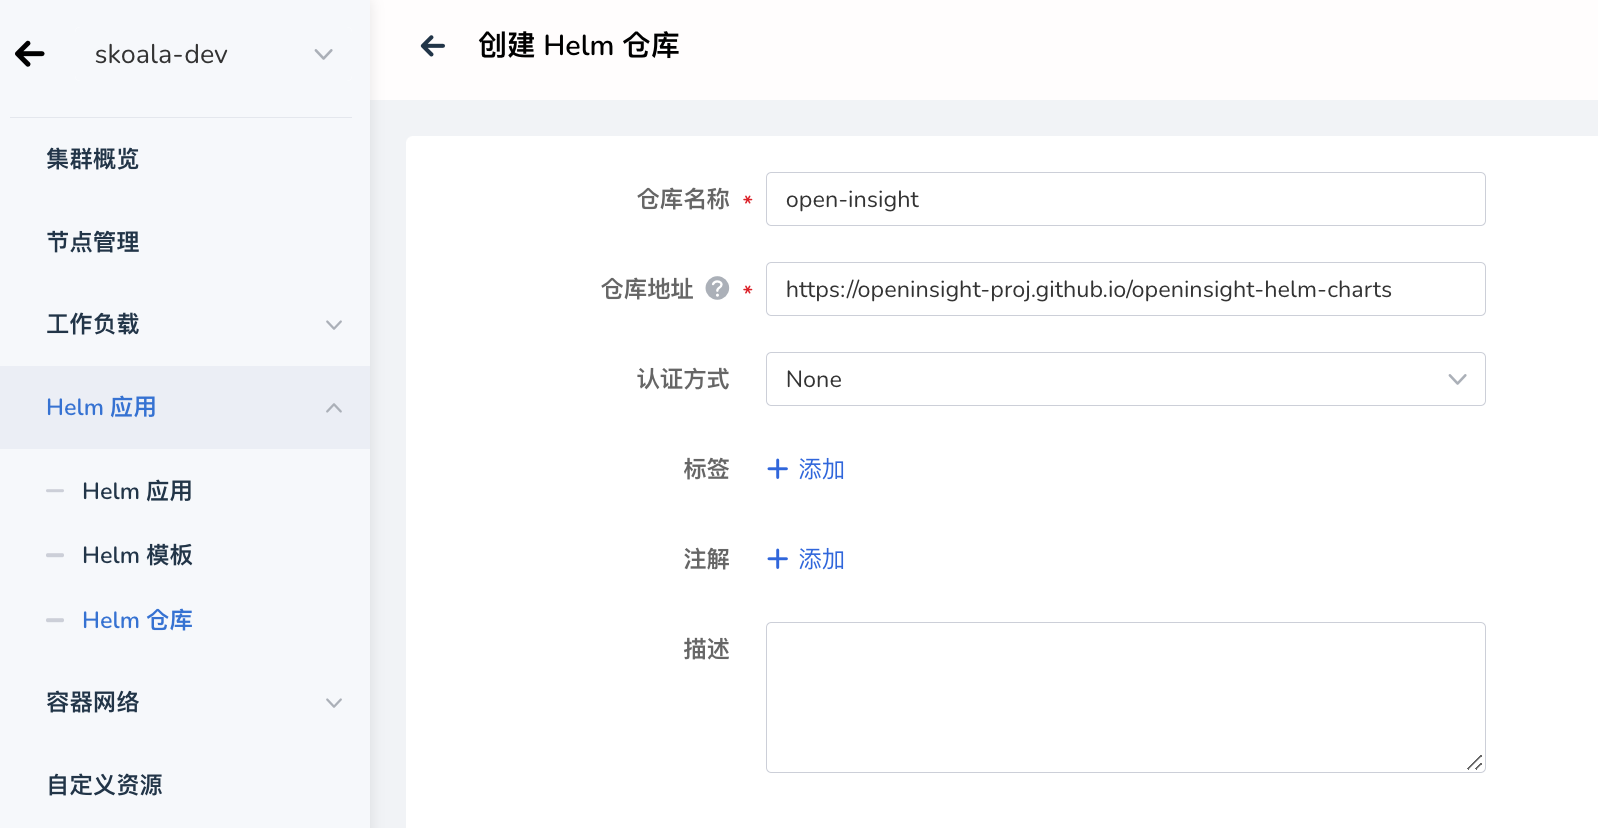 skoala-dev
集群概览
节点管理
工作负载
Helm 应用
Helm 应用
Helm 模板
Helm 仓库
容器网络
自定义资源
创建 Helm 仓库
仓库名称 * open-insight
仓库地址 ? * https://openinsight-proj.github.io/openinsight-helm-charts
认证方式 None
标签 + 添加
注解 + 添加
描述